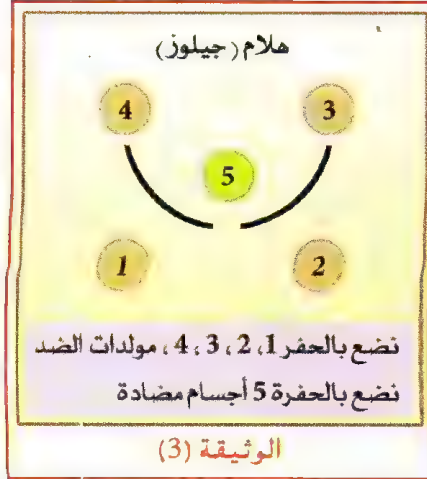 هلام (جيلوز)
4 3
5
1 2
نضع بالحفر 1، 2، 3، 4، مولدات الضد
نضع بالحفرة 5 أجسام مضادة
الوثيقة (3)